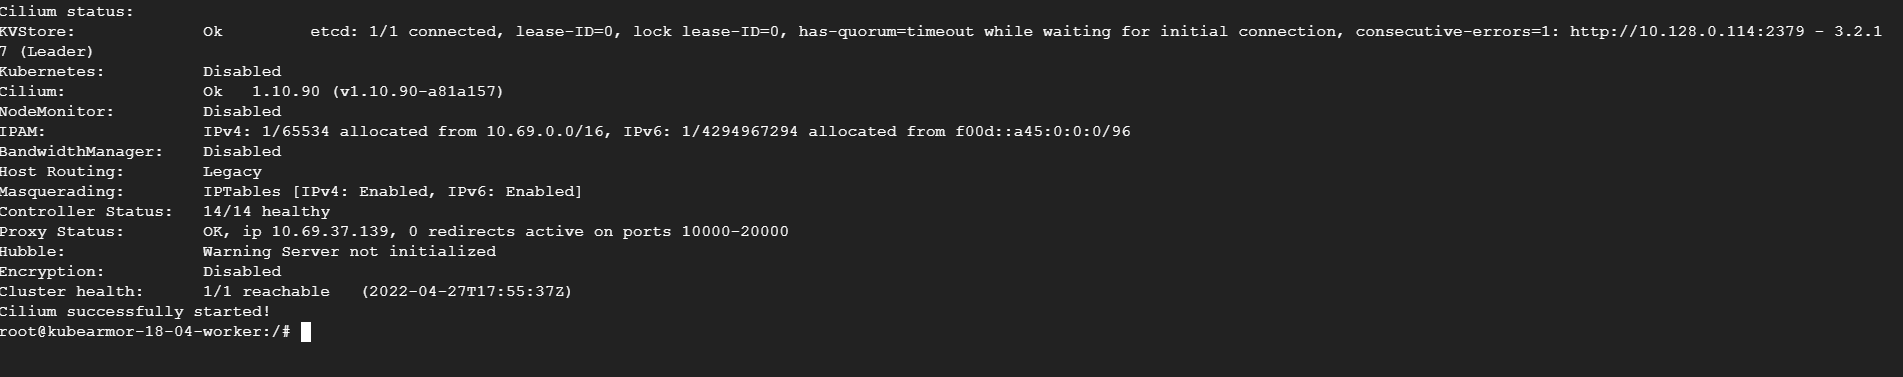 Cilium status:
KVStore:             Ok         etcd: 1/1 connected, lease-ID=0, lock lease-ID=0, has-quorum=timeout while waiting for initial connection, consecutive-errors=1: http://10.128.0.114:2379 - 3.2.1
7 (Leader)
Kubernetes:          Disabled
Cilium:              Ok   1.10.90 (v1.10.90-a81a157)
NodeMonitor:         Disabled
IPAM:                IPv4: 1/65534 allocated from 10.69.0.0/16, IPv6: 1/4294967294 allocated from f00d::a45:0:0:0/96
BandwidthManager:    Disabled
Host Routing:        Legacy
Masquerading:        IPTables [IPv4: Enabled, IPv6: Enabled]
Controller Status:   14/14 healthy
Proxy Status:        OK, ip 10.69.37.139, 0 redirects active on ports 10000-20000
Hubble:              Warning Server not initialized
Encryption:          Disabled
Cluster health:      1/1 reachable   (2022-04-27T17:55:37Z)
Cilium successfully started!
root@kubearmor-18-04-worker:/#